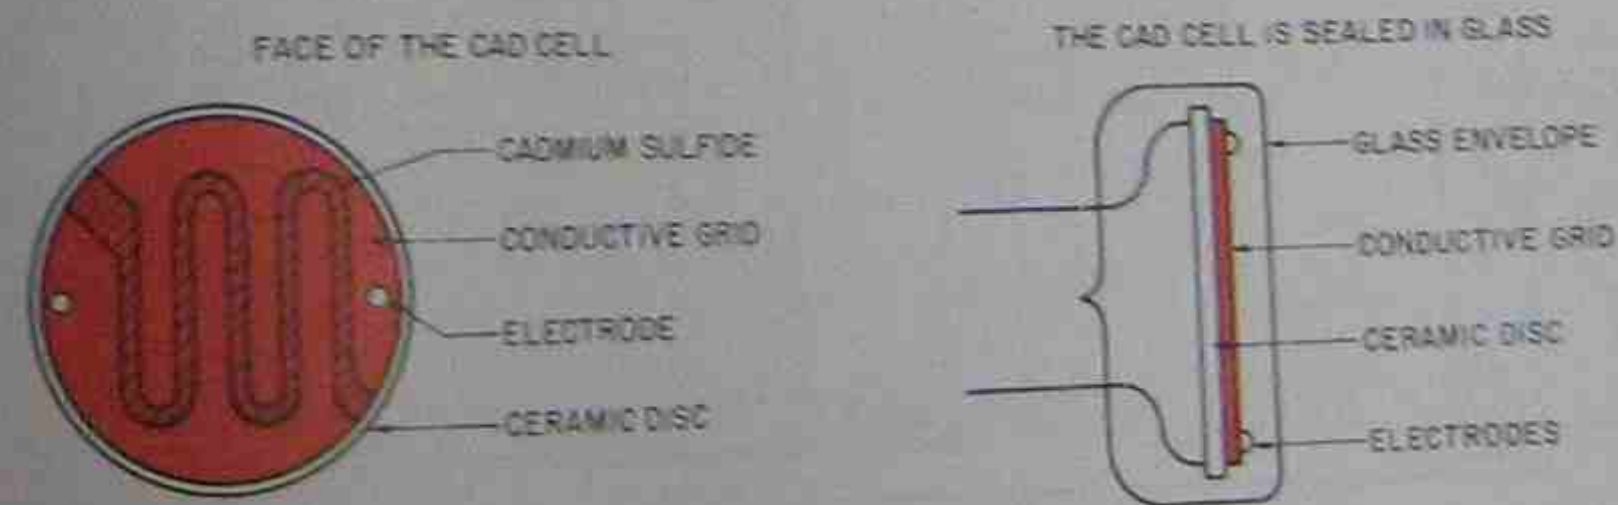 FACE OF THE CAD CELL
CADMIUM SULFIDE
CONDUCTIVE GRID
ELECTRODE
CERAMIC DISC
THE CAD CELL IS SEALED IN GLASS
GLASS ENVELOPE
CONDUCTIVE GRID
CERAMIC DISC
ELECTRODES